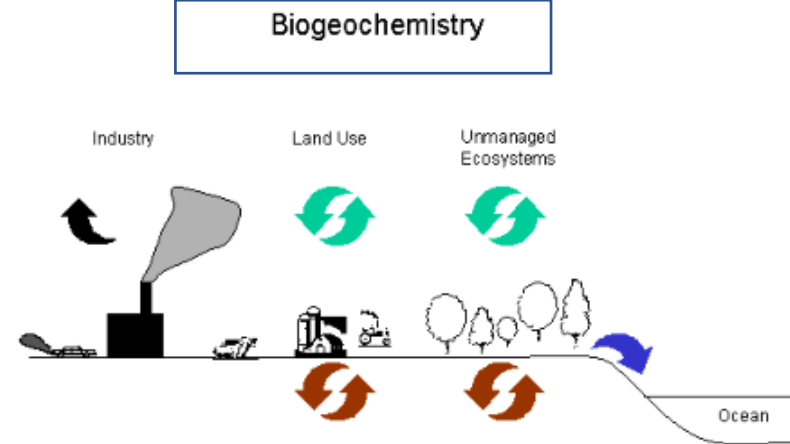 Biogeochemistry
Industry
Land Use
Unmanaged
Ecosystems
Ocean